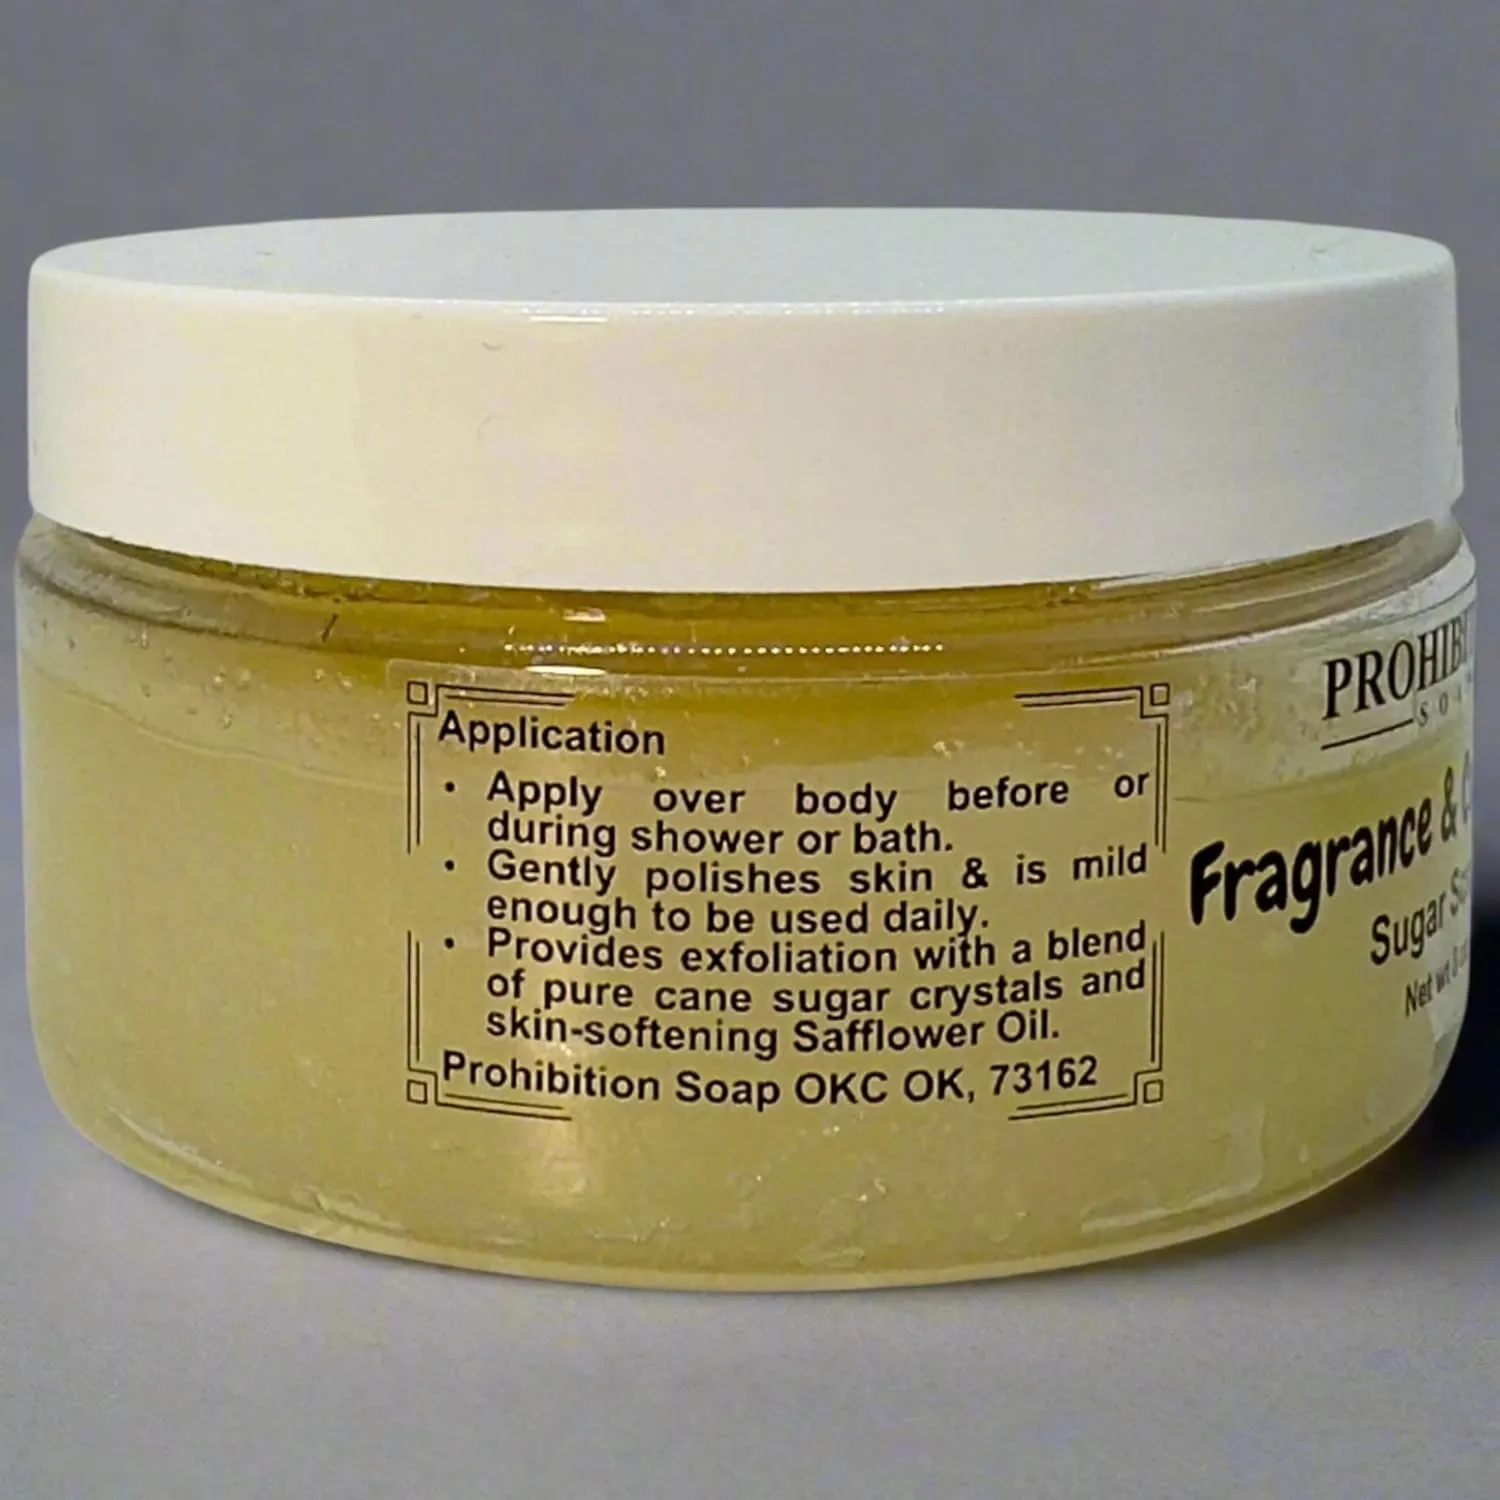 Application
• Apply over body before or
during shower or bath.
• Gently polishes skin & is mild
enough to be used daily.
• Provides exfoliation with a blend
of pure cane sugar crystals and
skin-softening Safflower Oil.
Prohibition Soap OKC OK, 73162
Fragrance &
Sugar
Net wt